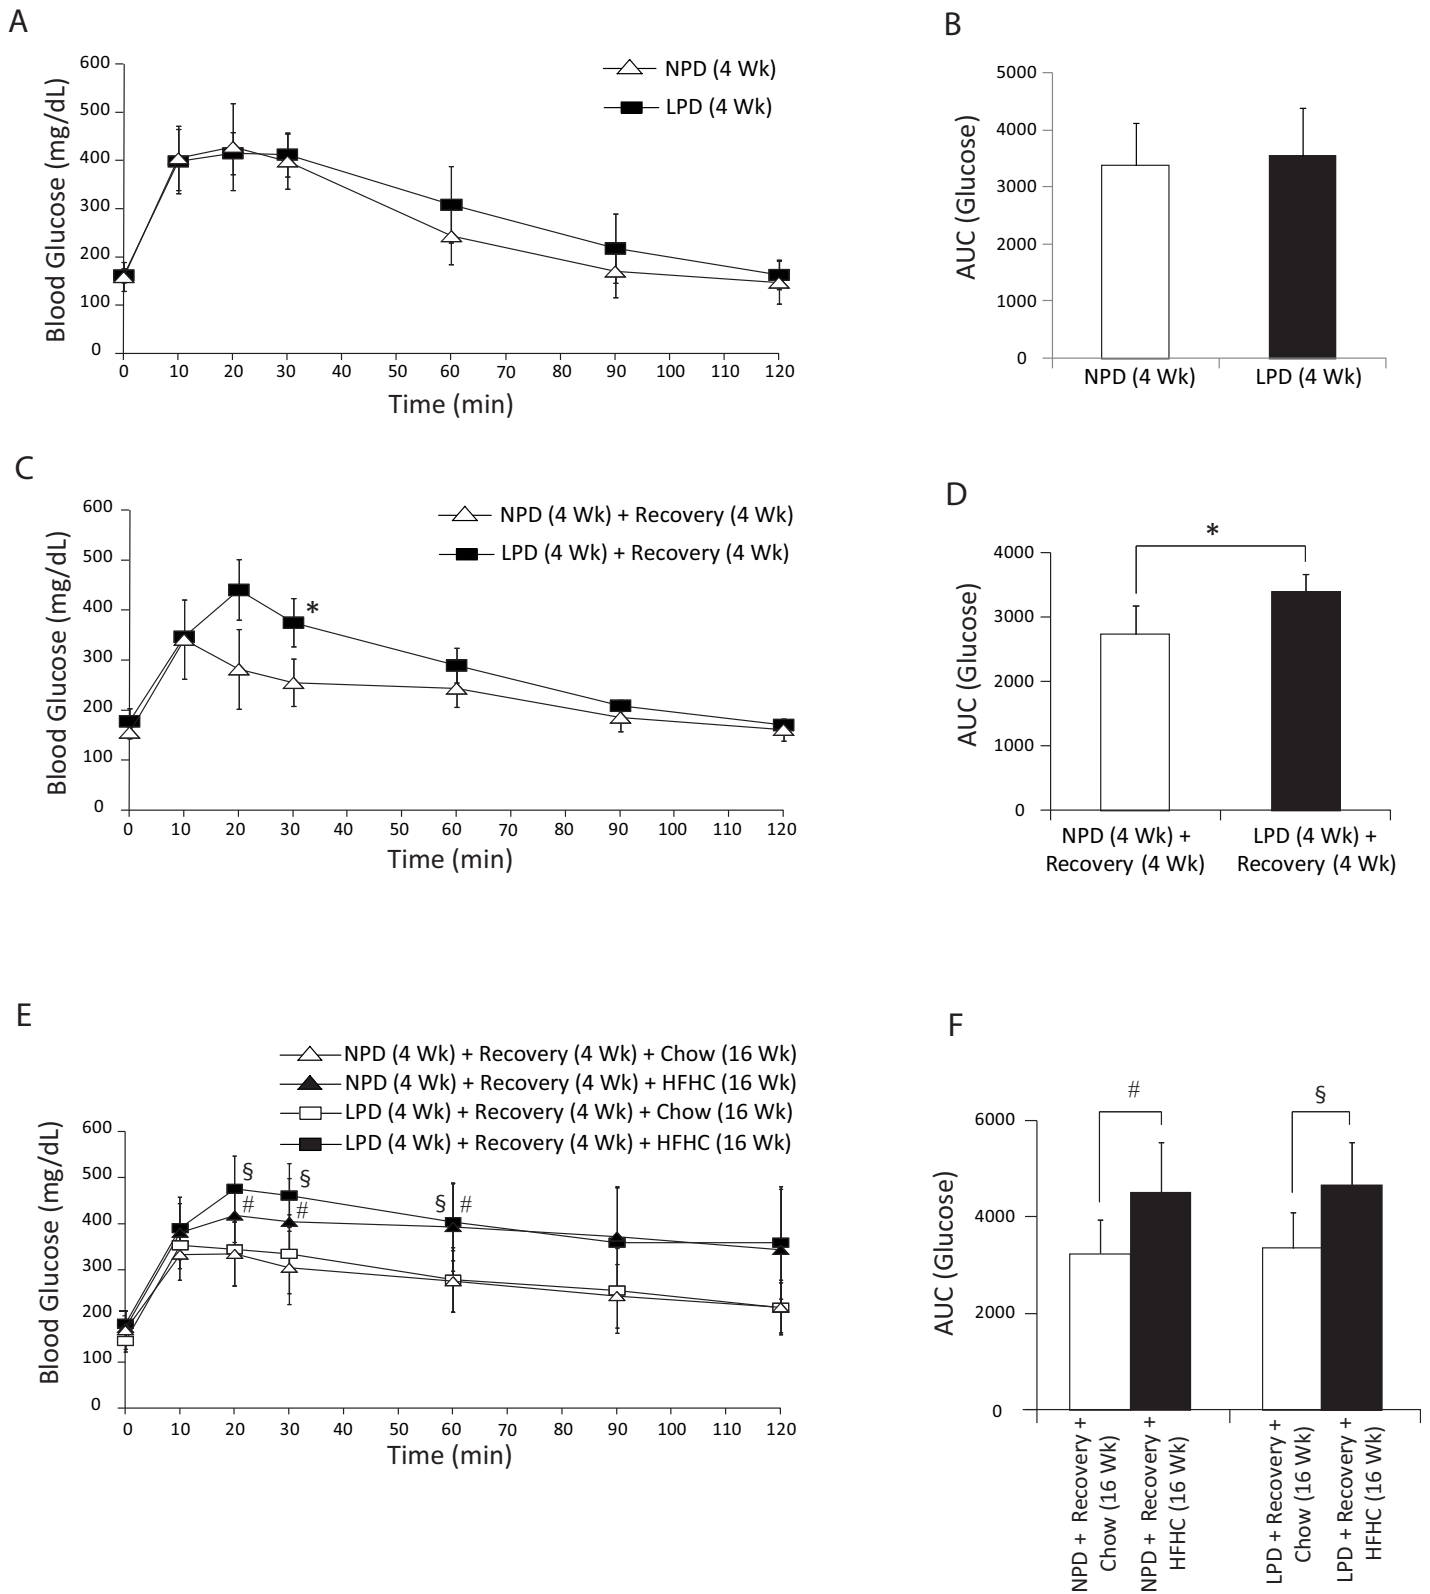 A
Blood Glucose (mg/dL)
600
500
400
300
200
100
0
0 10 20 30 40 50 60 70 80 90 100 110 120
Time (min)
NPD (4 Wk)
LPD (4 Wk)
B
AUC (Glucose)
5000
4000
3000
2000
1000
0
NPD (4 Wk) LPD (4 Wk)
C
Blood Glucose (mg/dL)
600
500
400
300
200
100
0
0 10 20 30 40 50 60 70 80 90 100 110 120
Time (min)
NPD (4 Wk) + Recovery (4 Wk)
LPD (4 Wk) + Recovery (4 Wk)
*
D
AUC (Glucose)
4000
3000
2000
1000
0
*
NPD (4 Wk) +
Recovery (4 Wk)
LPD (4 Wk) +
Recovery (4 Wk)
E
NPD (4 Wk) + Recovery (4 Wk) + Chow (16 Wk)
NPD (4 Wk) + Recovery (4 Wk) + HFHC (16 Wk)
LPD (4 Wk) + Recovery (4 Wk) + Chow (16 Wk)
LPD (4 Wk) + Recovery (4 Wk) + HFHC (16 Wk)
Blood Glucose (mg/dL)
600
500
400
300
200
100
0
§ §
# # § #
0 10 20 30 40 50 60 70 80 90 100 110 120
Time (min)
F
AUC (Glucose)
6000
4000
2000
0
# §
NPD + Recovery +
Chow (16 Wk)
NPD + Recovery +
HFHC (16 Wk)
LPD + Recovery +
Chow (16 Wk)
LPD + Recovery +
HFHC (16 Wk)